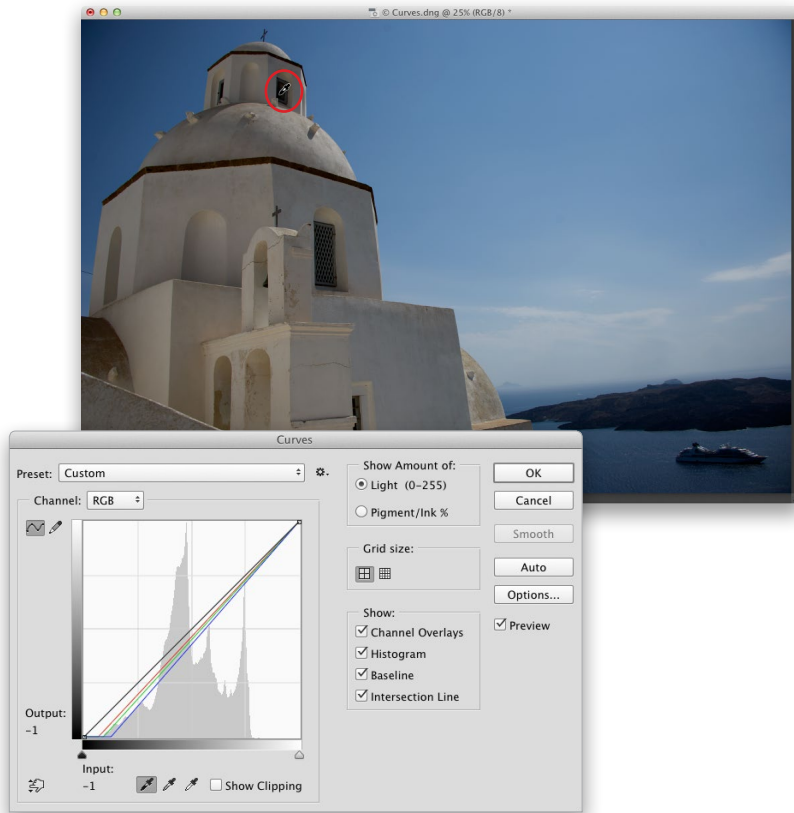 © Curves.dng @ 25% (RGB/8) *
Curves
Preset: Custom
Channel: RGB
Output:
-1
Input:
-1
Show Clipping
Show Amount of:
Light (0-255)
Pigment/Ink %
Grid size:
Show:
Channel Overlays
Histogram
Baseline
Intersection Line
OK
Cancel
Smooth
Auto
Options...
Preview